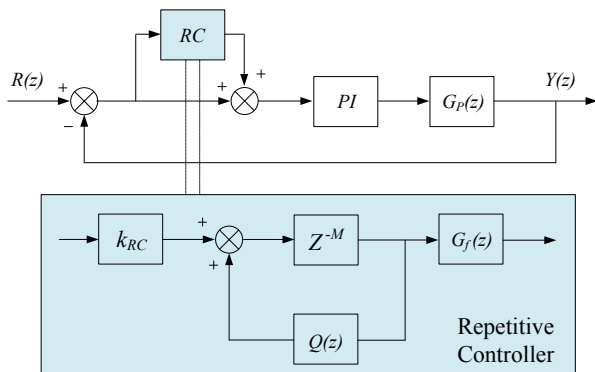 RC
R(z)
+
−
+
+
PI
G_P(z)
Y(z)
k_RC
+
+
Z^-M
G_f(z)
Q(z)
Repetitive
Controller